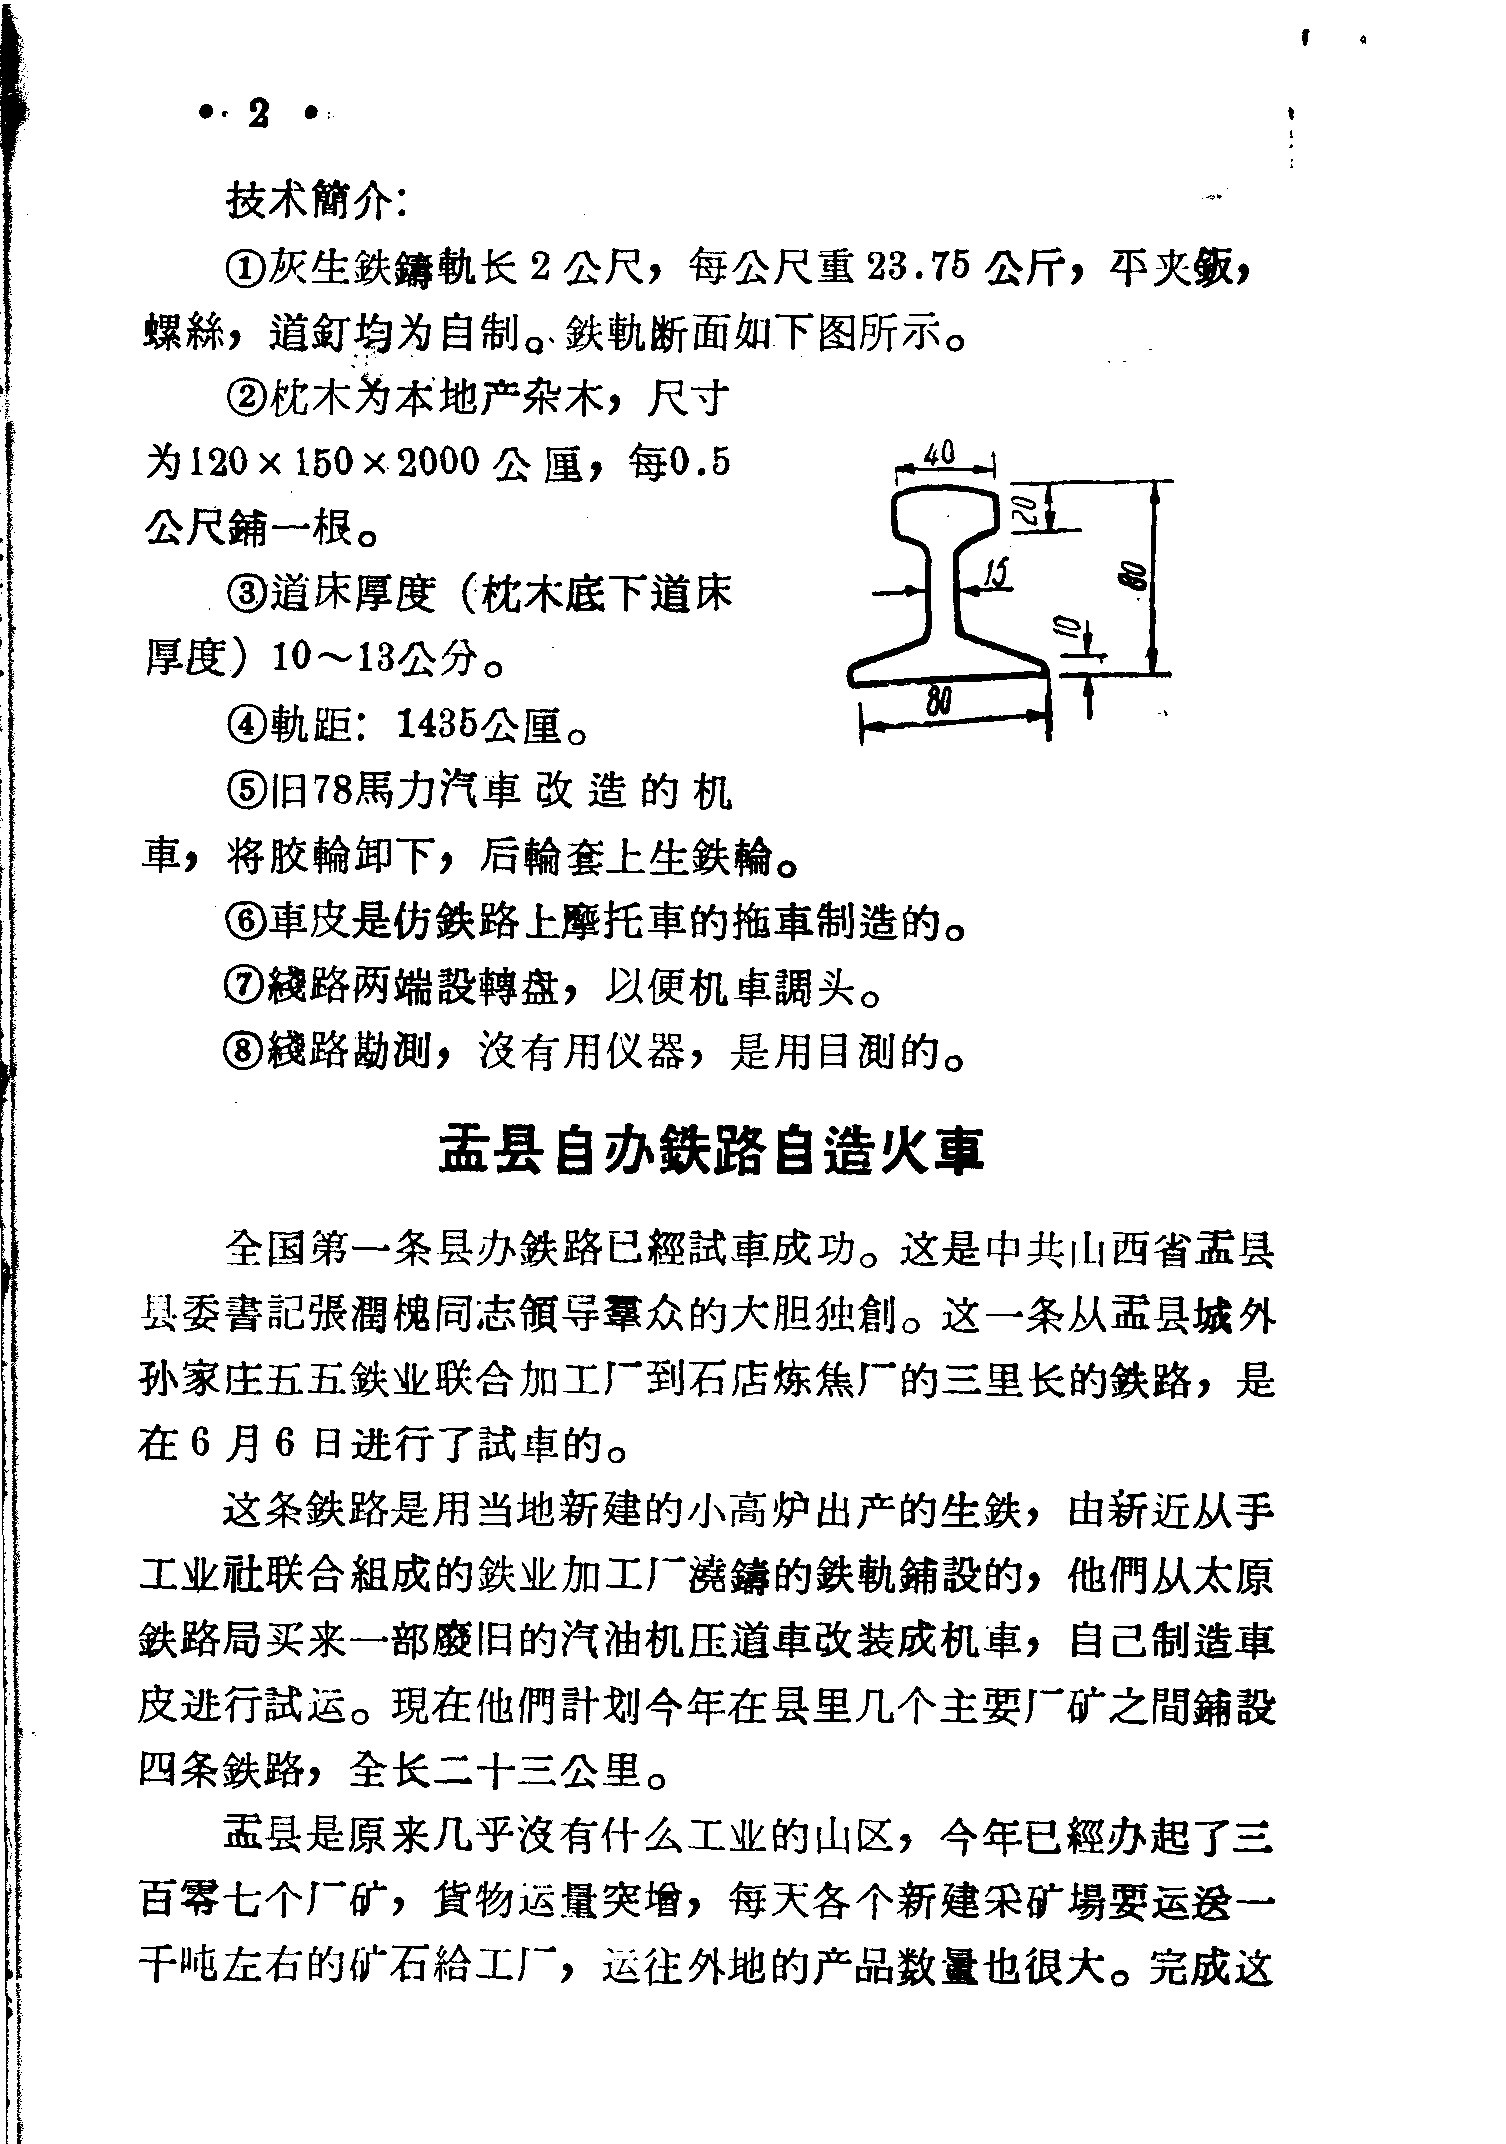 • 2 •
技术簡介：
①灰生鉄鑄軌长2公尺，每公尺重23.75公斤，平夹鈑，
螺絲，道釘均为自制。鉄軌断面如下图所示。
②枕木为本地产杂木，尺寸
为120×150×2000公厘，每0.5
公尺鋪一根。
③道床厚度（枕木底下道床
厚度）10～13公分。
④軌距：1435公厘。
⑤旧78馬力汽車改造的机
車，将胶輪卸下，后輪套上生鉄輪。
40
20
15
80
10
80
⑥車皮是仿鉄路上摩托車的拖車制造的。
⑦綫路两端設轉盘，以便机車調头。
⑧綫路勘測，沒有用仪器，是用目測的。
盂县自办鉄路自造火車
全国第一条县办鉄路已經試車成功。这是中共山西省盂县
县委書記張潤槐同志領导羣众的大胆独創。这一条从盂县城外
孙家庄五五鉄业联合加工厂到石店炼焦厂的三里长的鉄路，是
在6月6日进行了試車的。
这条鉄路是用当地新建的小高炉出产的生鉄，由新近从手
工业社联合組成的鉄业加工厂澆鑄的鉄軌鋪設的，他們从太原
鉄路局买来一部廢旧的汽油机压道車改装成机車，自己制造車
皮进行試运。現在他們計划今年在县里几个主要厂矿之間鋪設
四条鉄路，全长二十三公里。
盂县是原来几乎沒有什么工业的山区，今年已經办起了三
百零七个厂矿，貨物运量突增，每天各个新建采矿場要运送一
千吨左右的矿石給工厂，运往外地的产品数量也很大。完成这